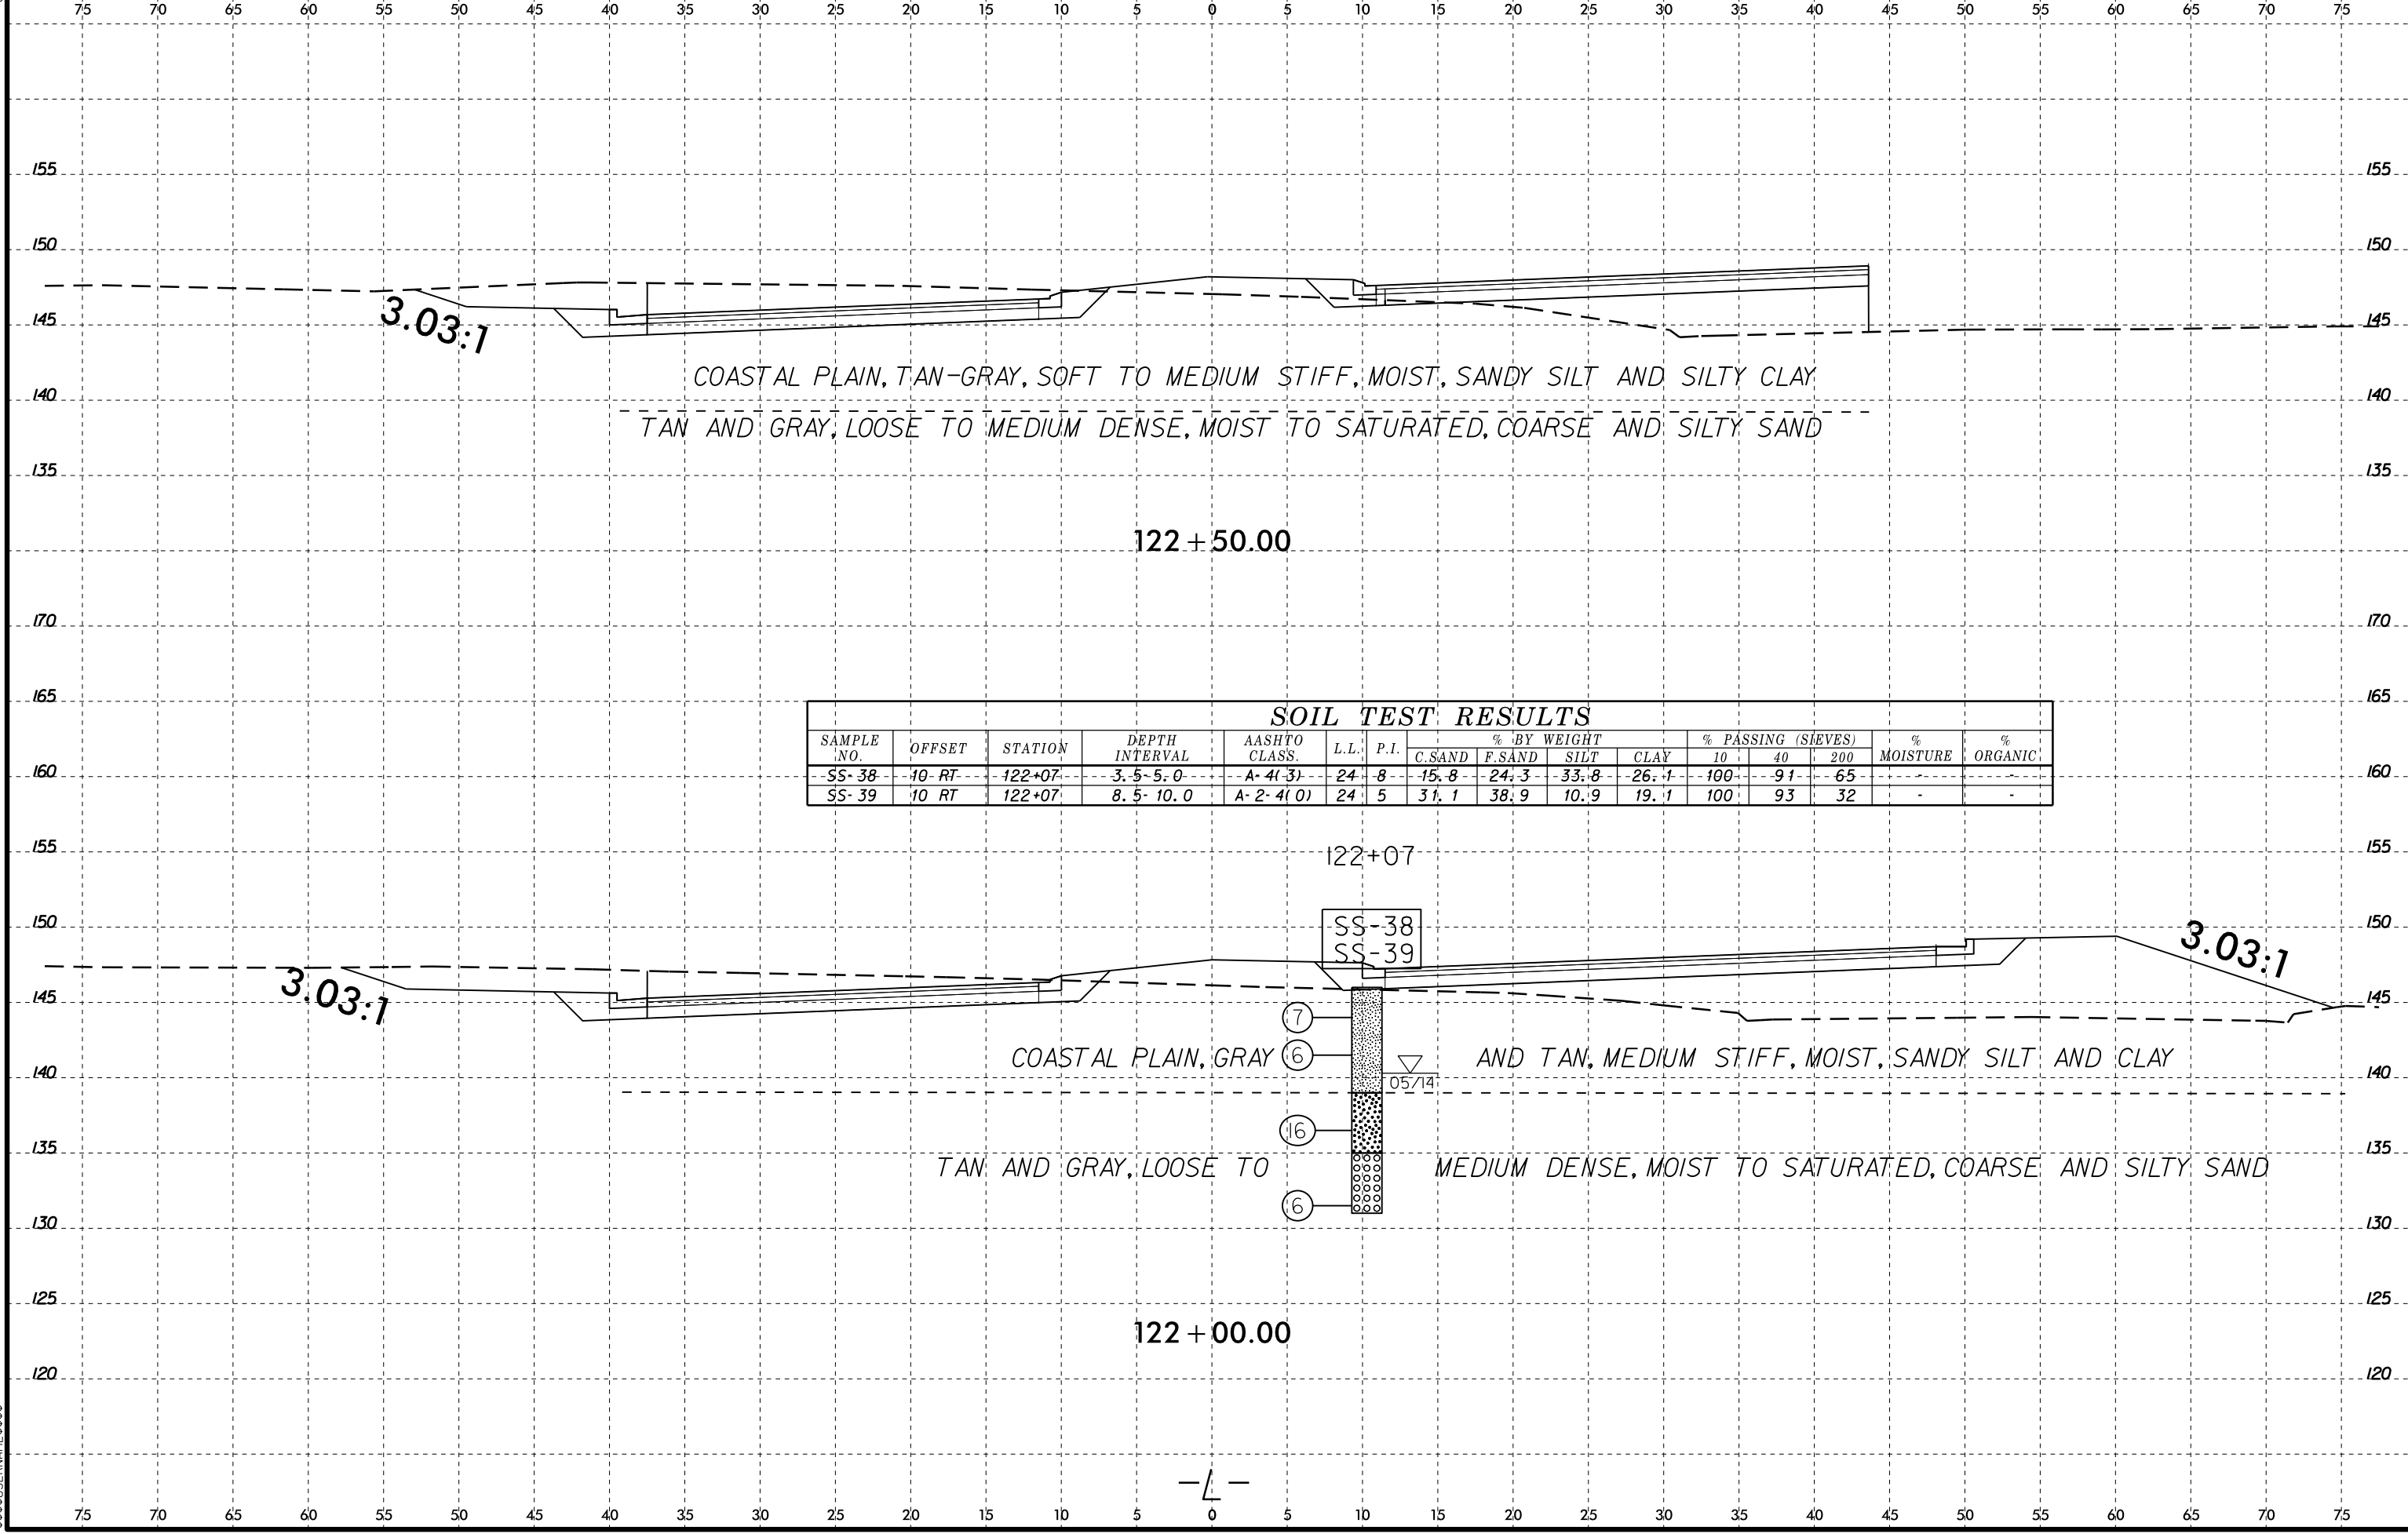 75 70 65 60 55 50 45 40 35 30 25 20 15 10 5 0 5 10 15 20 25 30 35 40 45 50 55 60 65 70 75
155 155
150 150
3.03:1
145 145
COASTAL PLAIN, TAN-GRAY, SOFT TO MEDIUM STIFF, MOIST, SANDY SILT AND SILTY CLAY
140 140
TAN AND GRAY, LOOSE TO MEDIUM DENSE, MOIST TO SATURATED, COARSE AND SILTY SAND
135 135
122+50.00
170 170
165 165
SOIL TEST RESULTS
SAMPLE NO. OFFSET STATION DEPTH INTERVAL AASHTO CLASS. L.L. P.I. % BY WEIGHT % PASSING (SIEVES) % MOISTURE % ORGANIC
C.SAND F.SAND SILT CLAY 10 40 200
160 160
SS-38 10 RT 122+07 3.5-5.0 A-4(3) 24 8 15.8 24.3 33.8 26.1 100 91 65 - -
SS-39 10 RT 122+07 8.5-10.0 A-2-4(0) 24 5 31.1 38.9 10.9 19.1 100 93 32 - -
155 155
122+07
150 150
SS-38
SS-39
3.03:1
3.03:1
145 145
7
COASTAL PLAIN, GRAY 6 AND TAN, MEDIUM STIFF, MOIST, SANDY SILT AND CLAY
140 05/14 140
16
135 135
TAN AND GRAY, LOOSE TO MEDIUM DENSE, MOIST TO SATURATED, COARSE AND SILTY SAND
6
130 130
125 125
122+00.00
120 120
-L-
75 70 65 60 55 50 45 40 35 30 25 20 15 10 5 0 5 10 15 20 25 30 35 40 45 50 55 60 65 70 75